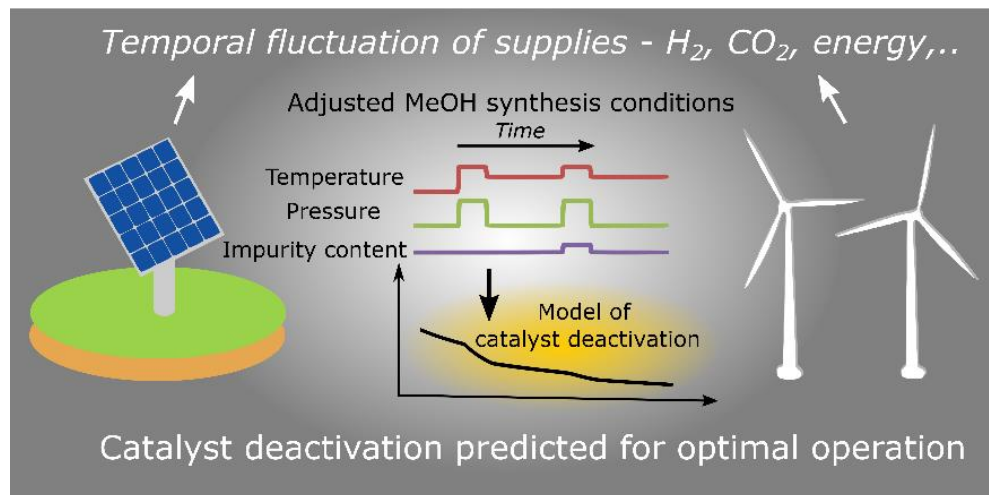 Temporal fluctuation of supplies - H₂, CO₂, energy,..
Adjusted MeOH synthesis conditions
Time
Temperature
Pressure
Impurity content
Model of
catalyst deactivation
Catalyst deactivation predicted for optimal operation